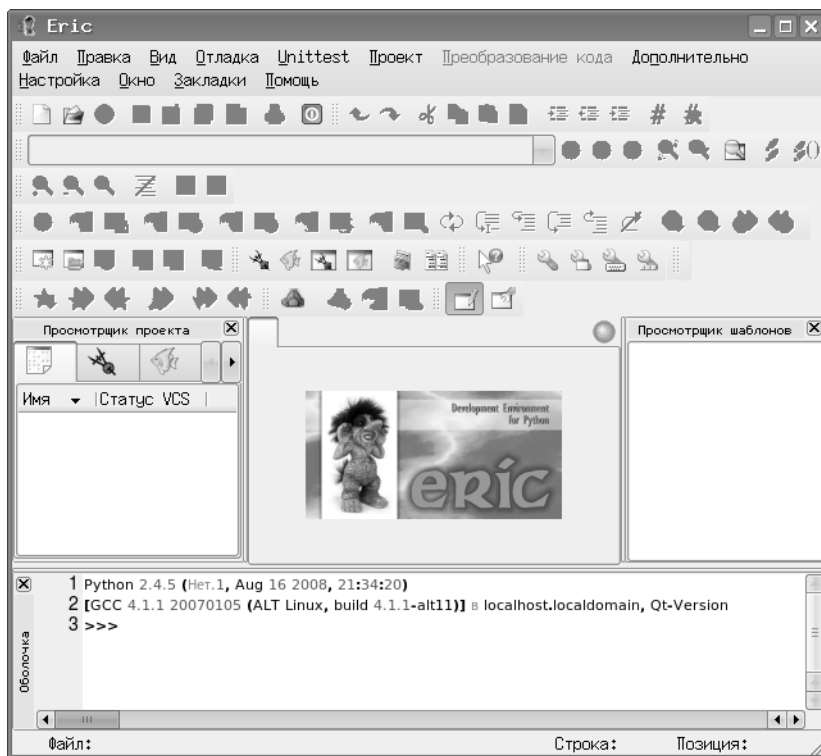 Eric
Файл Правка Вид Отладка Unittest Проект Преобразование кода Дополнительно
Настройка Окно Закладки Помощь
Просмотрщик проекта
Просмотрщик шаблонов
Имя Статус VCS
Development Environment
for Python
eric
1 Python 2.4.5 (Нет.1, Aug 16 2008, 21:34:20)
2 [GCC 4.1.1 20070105 (ALT Linux, build 4.1.1-alt11)] в localhost.localdomain, Qt-Version
3 >>>
Оболочка
Файл: Строка: Позиция: